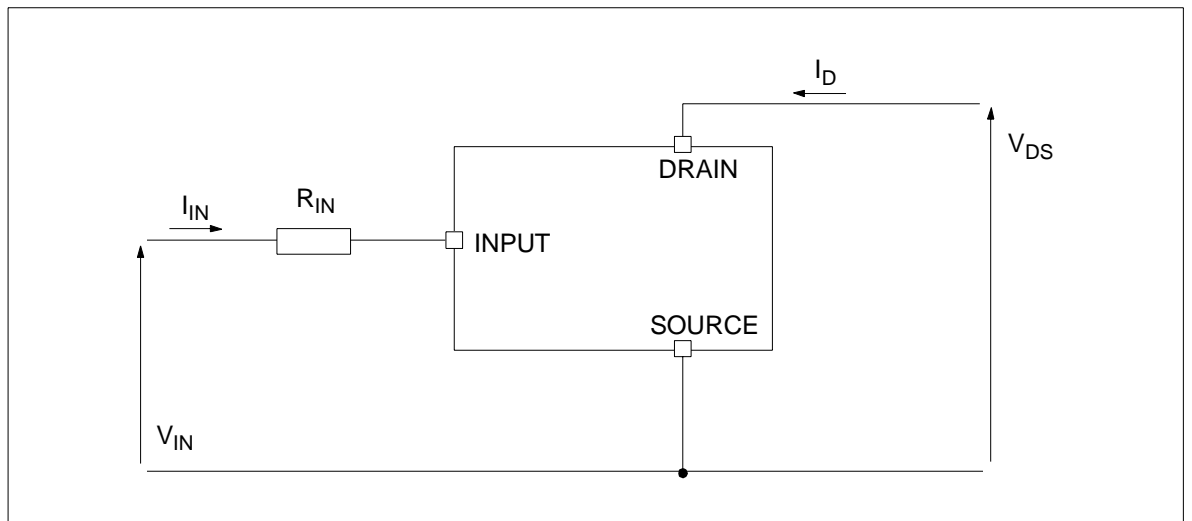 I_D
V_DS
DRAIN
R_IN
I_IN
INPUT
SOURCE
V_IN